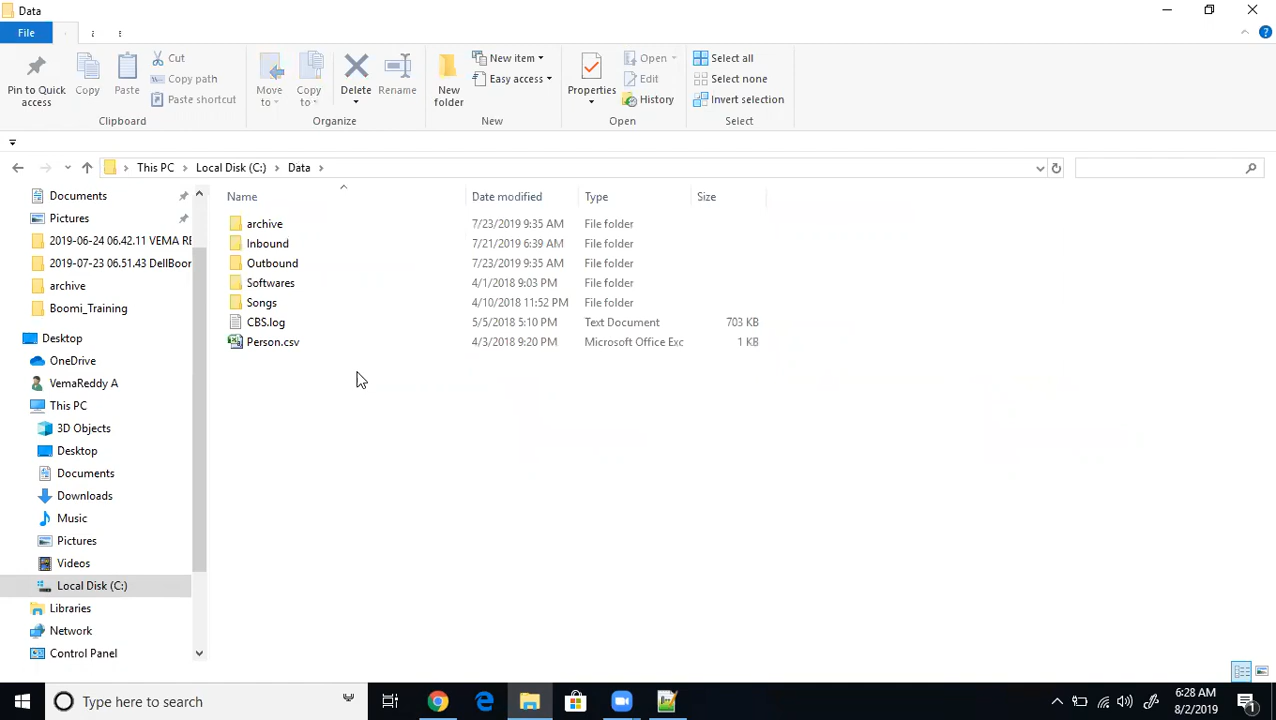 Data
File
Pin to Quick access
Copy
Paste
Cut
Copy path
Paste shortcut
Clipboard
Move to
Copy to
Delete
Rename
Organize
New folder
New item
Easy access
New
Properties
Open
Edit
History
Open
Select all
Select none
Invert selection
Select
This PC
Local Disk (C:)
Data
Documents
Pictures
2019-06-24 06.42.11 VEMA RE
2019-07-23 06.51.43 DellBoom
archive
Boomi_Training
Desktop
OneDrive
VemaReddy A
This PC
3D Objects
Desktop
Documents
Downloads
Music
Pictures
Videos
Local Disk (C:)
Libraries
Network
Control Panel
Name Date modified Type Size
archive 7/23/2019 9:35 AM File folder
Inbound 7/21/2019 6:39 AM File folder
Outbound 7/23/2019 9:35 AM File folder
Softwares 4/1/2018 9:03 PM File folder
Songs 4/10/2018 11:52 PM File folder
CBS.log 5/5/2018 5:10 PM Text Document 703 KB
Person.csv 4/3/2018 9:20 PM Microsoft Office Exc 1 KB
Type here to search
6:28 AM
8/2/2019
1